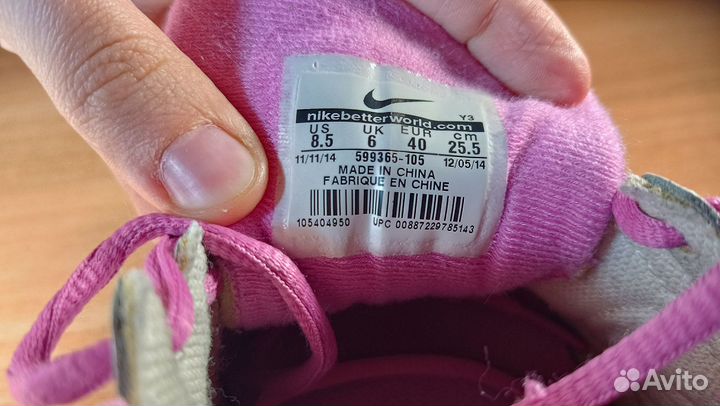 Y3
nikebetterworld.com
US UK EUR cm
8.5 6 40 25.5
11/11/14 599365-105 12/05/14
MADE IN CHINA
FABRIQUE EN CHINE
105404950 UPC 00887229785143
Avito